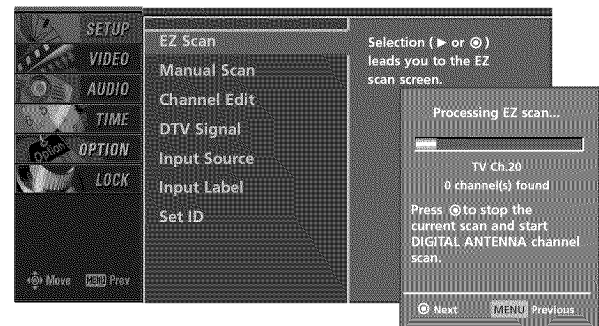 SETUP
VIDEO
AUDIO
TIME
OPTION
LOCK
Move MENU Prev
EZ Scan
Manual Scan
Channel Edit
DTV Signal
Input Source
Input Label
Set ID
Selection ( ▶ or ◉ )
leads you to the EZ
scan screen.
Processing EZ scan...
TV Ch.20
0 channel(s) found
Press ◉ to stop the
current scan and start
DIGITAL ANTENNA channel
scan.
◉ Next MENU Previous